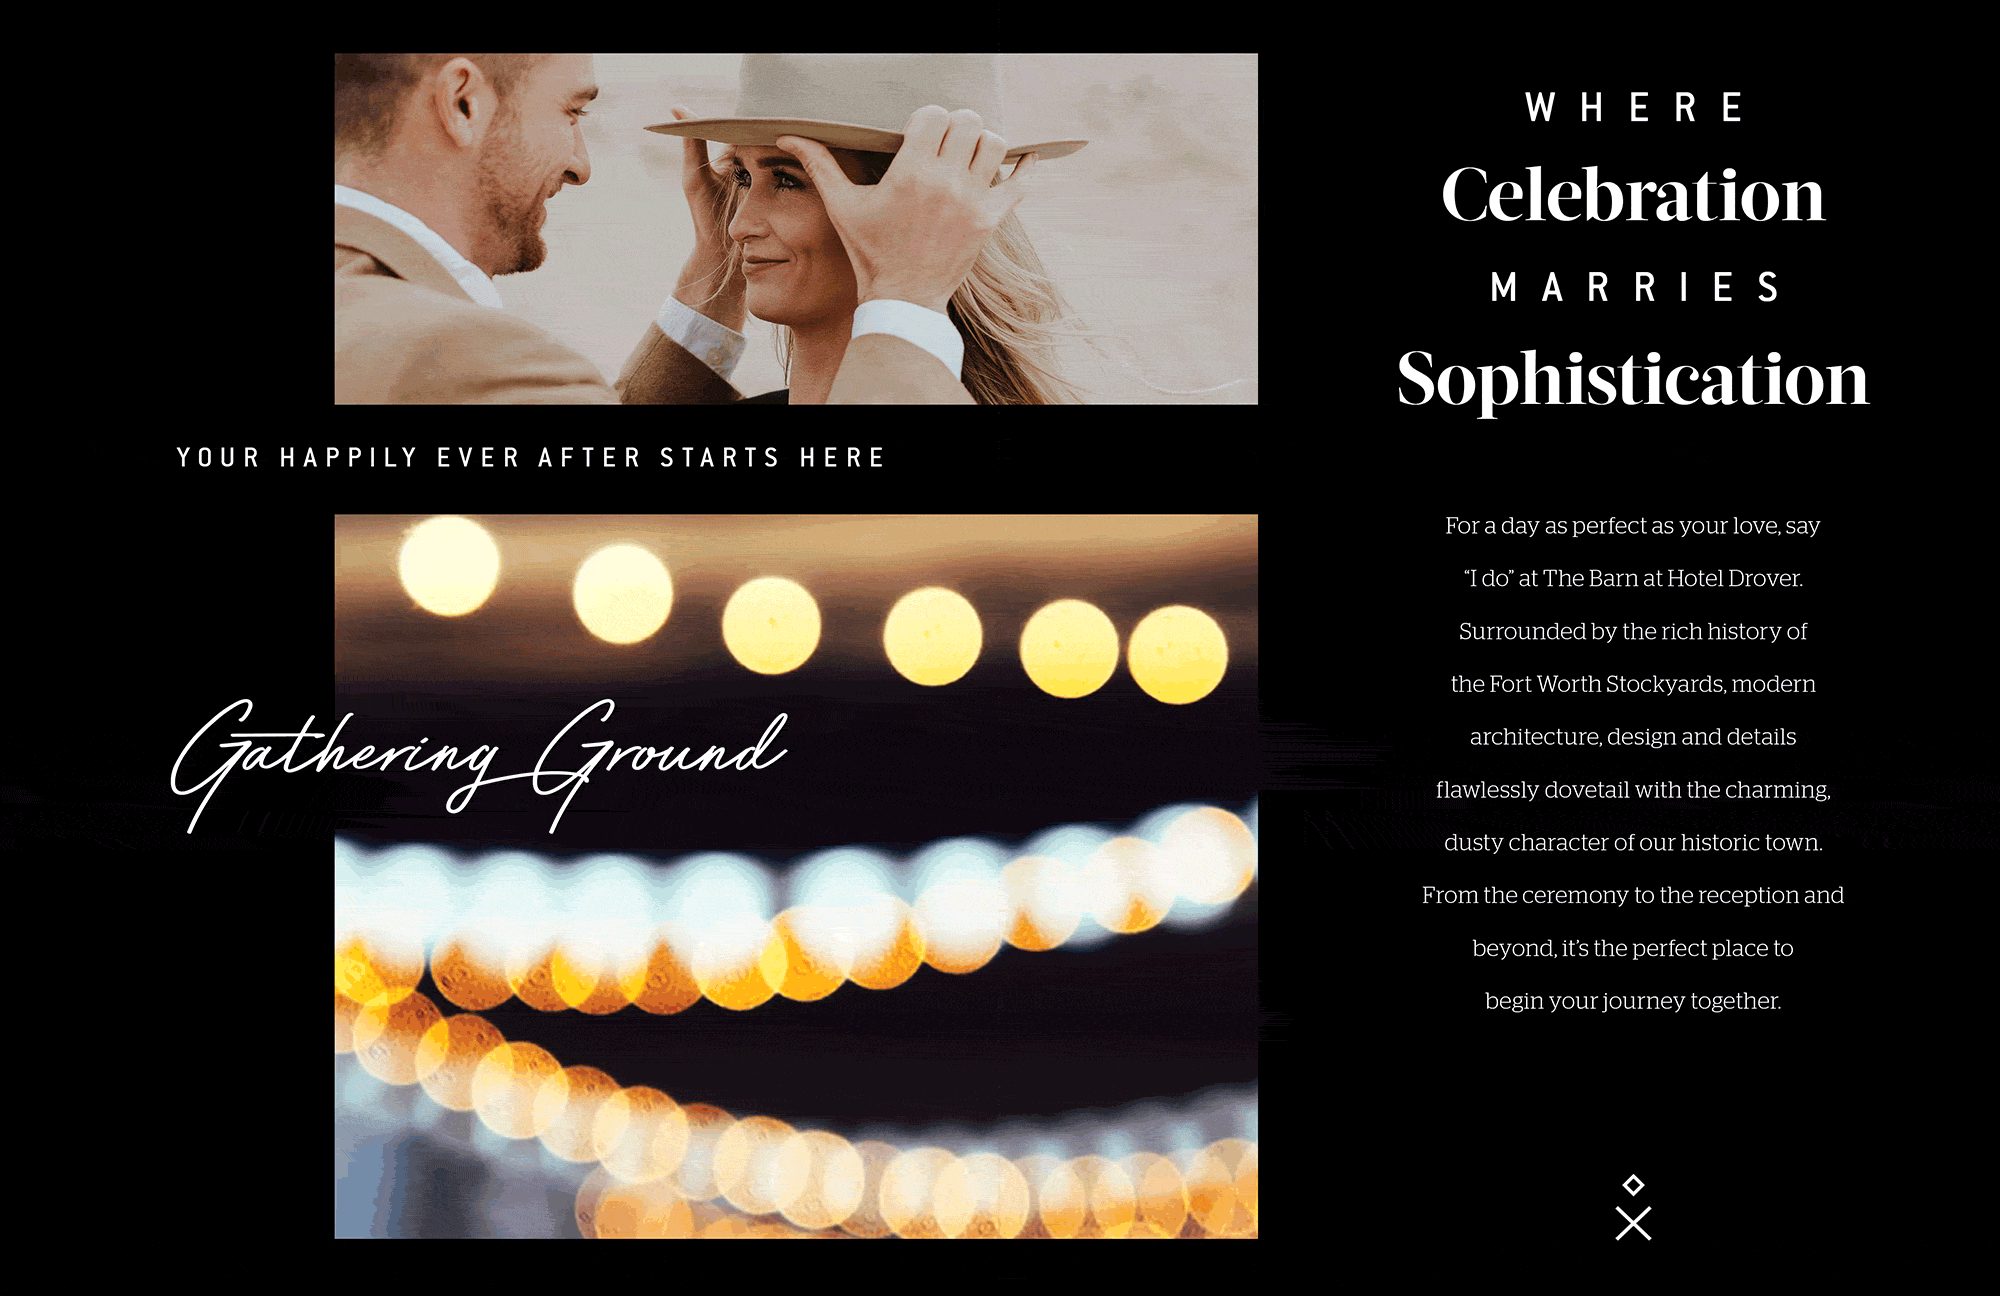 YOUR HAPPILY EVER AFTER STARTS HERE
Gathering Ground
WHERE
Celebration
MARRIES
Sophistication
For a day as perfect as your love, say
“I do” at The Barn at Hotel Drover.
Surrounded by the rich history of
the Fort Worth Stockyards, modern
architecture, design and details
flawlessly dovetail with the charming,
dusty character of our historic town.
From the ceremony to the reception and
beyond, it’s the perfect place to
begin your journey together.